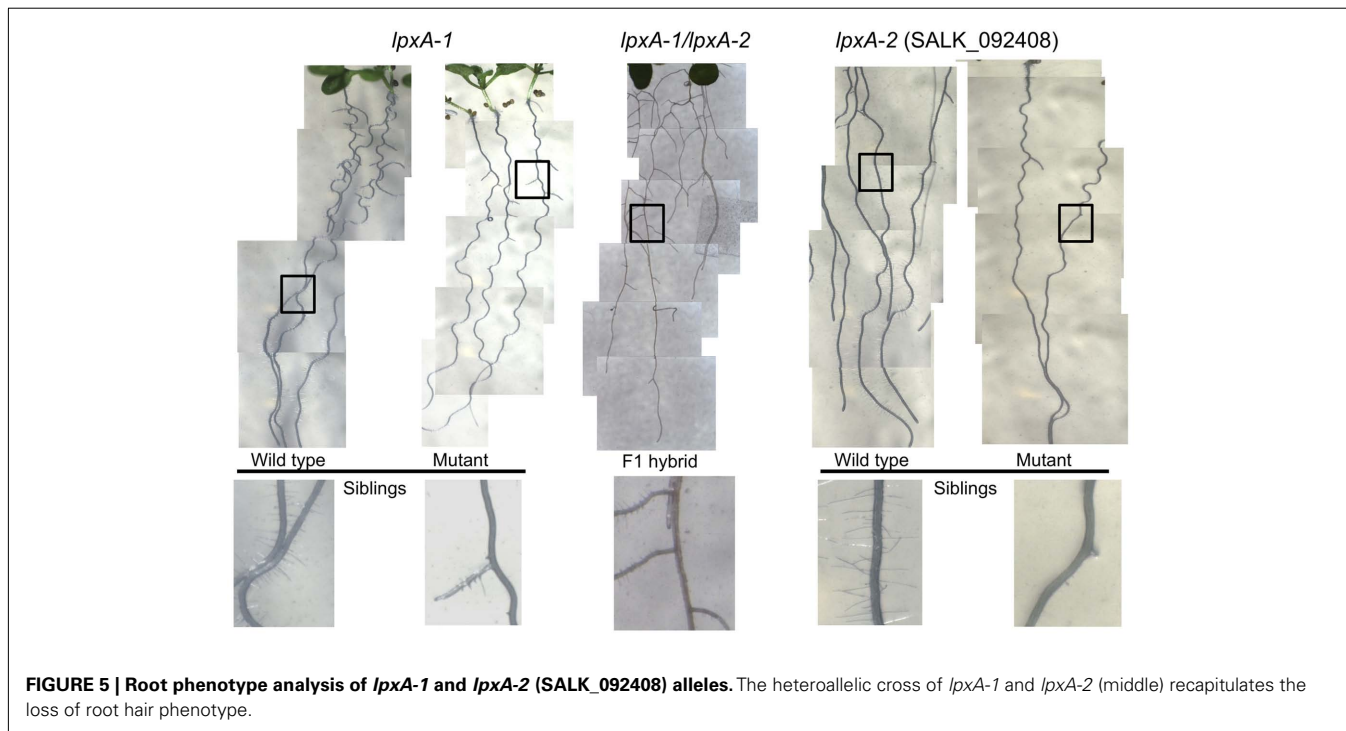 lpxA-1 lpxA-1/lpxA-2 lpxA-2 (SALK_092408)
Wild type Mutant F1 hybrid Wild type Mutant
Siblings Siblings
FIGURE 5 | Root phenotype analysis of lpxA-1 and lpxA-2 (SALK_092408) alleles. The heteroallelic cross of lpxA-1 and lpxA-2 (middle) recapitulates the
loss of root hair phenotype.